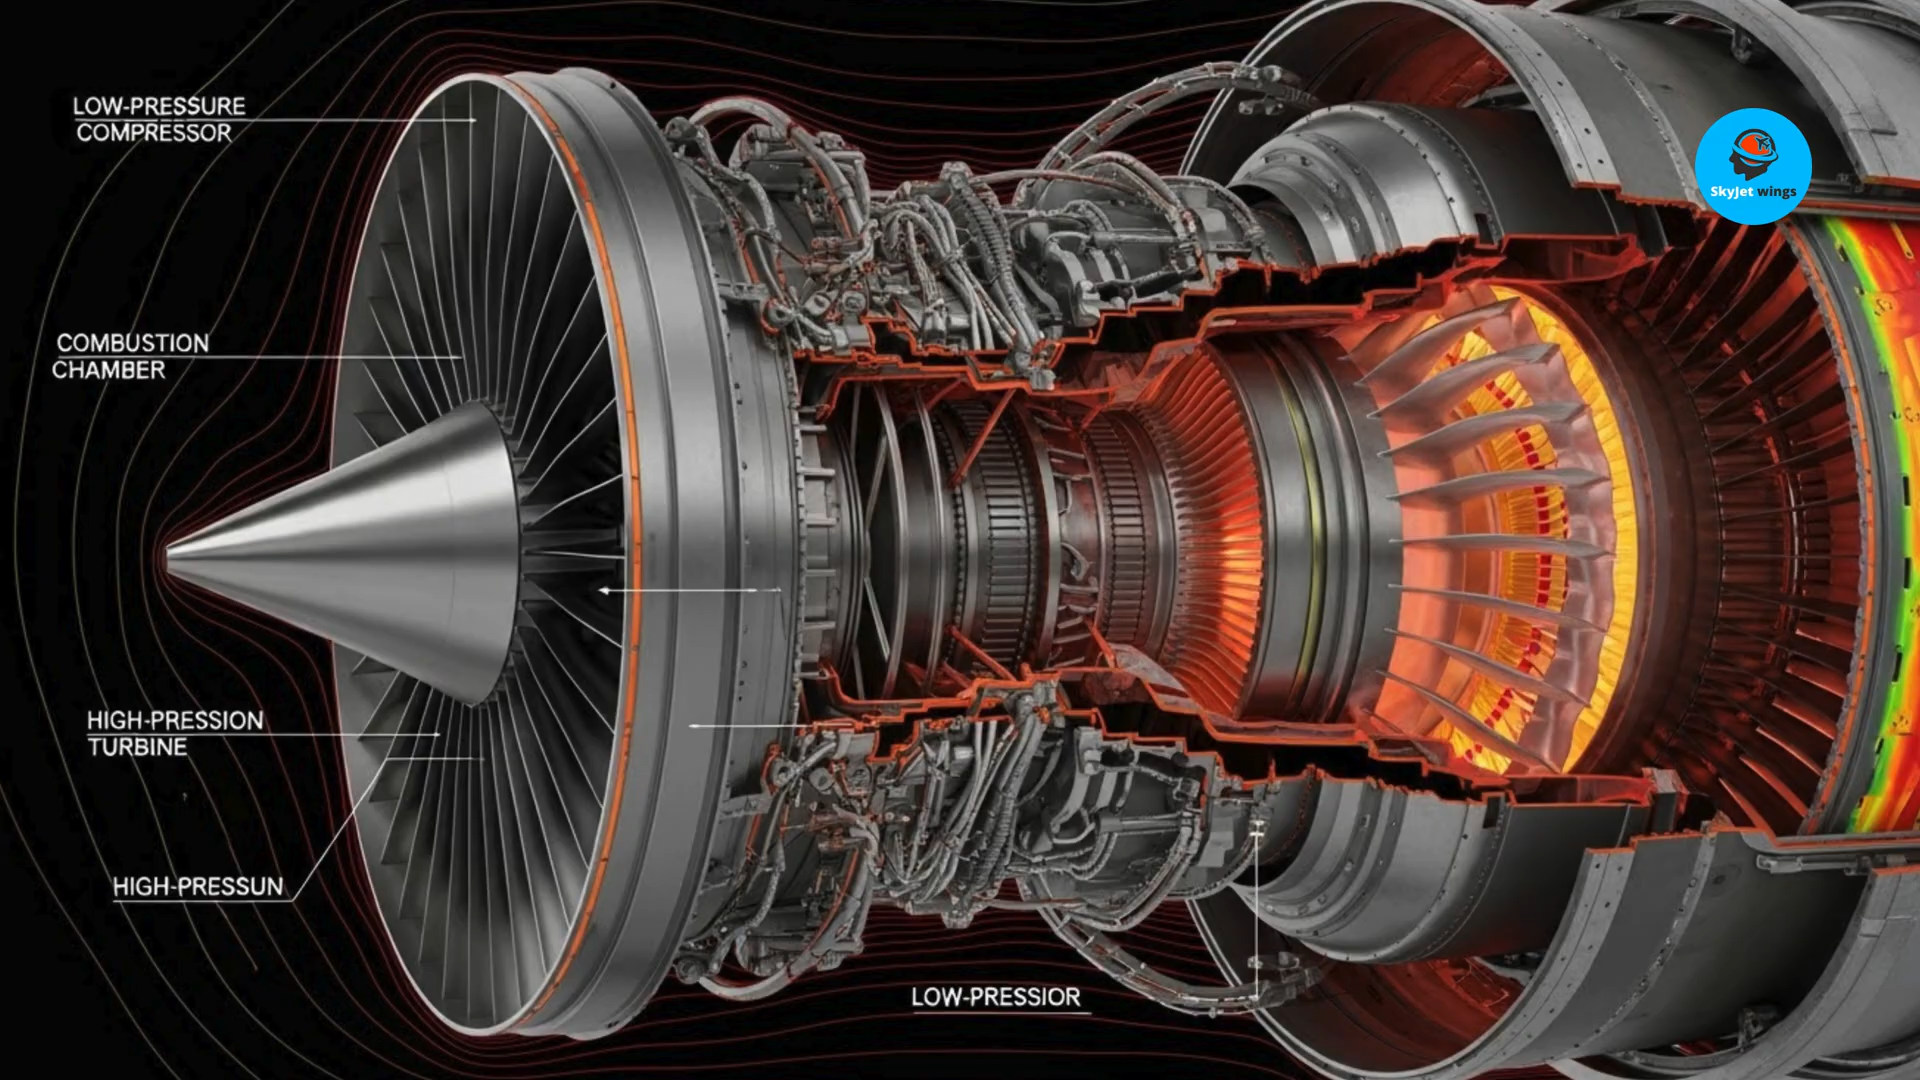 LOW-PRESSURE
COMPRESSOR
SkyJet wings
COMBUSTION
CHAMBER
HIGH-PRESSION
TURBINE
HIGH-PRESSUN
LOW-PRESSIOR